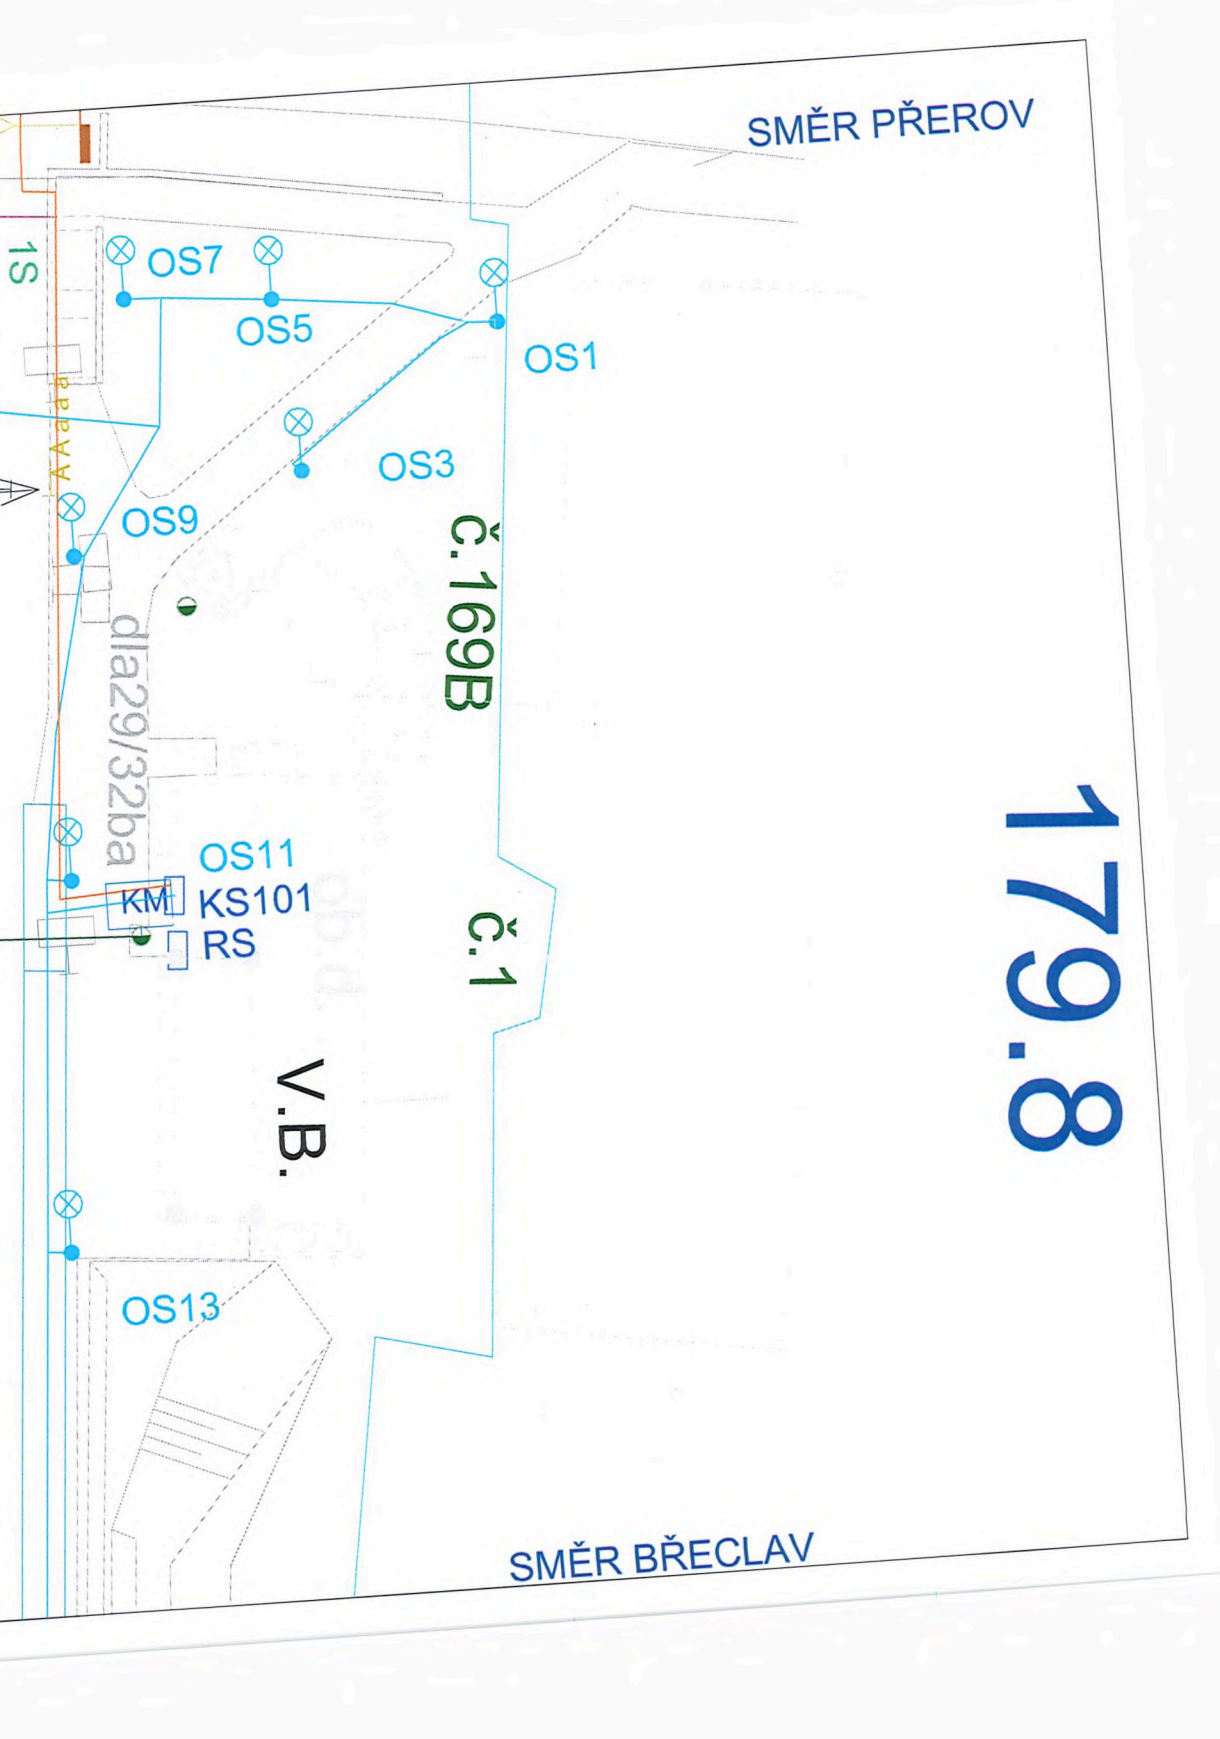 SMĚR PŘEROV
1S
OS7
OS5
OS1
AAaaa
OS3
OS9
Č.169B
dla29/32ba
179.8
OS11
KM
KS101
RS
Č.1
V.B.
OS13
SMĚR BŘECLAV